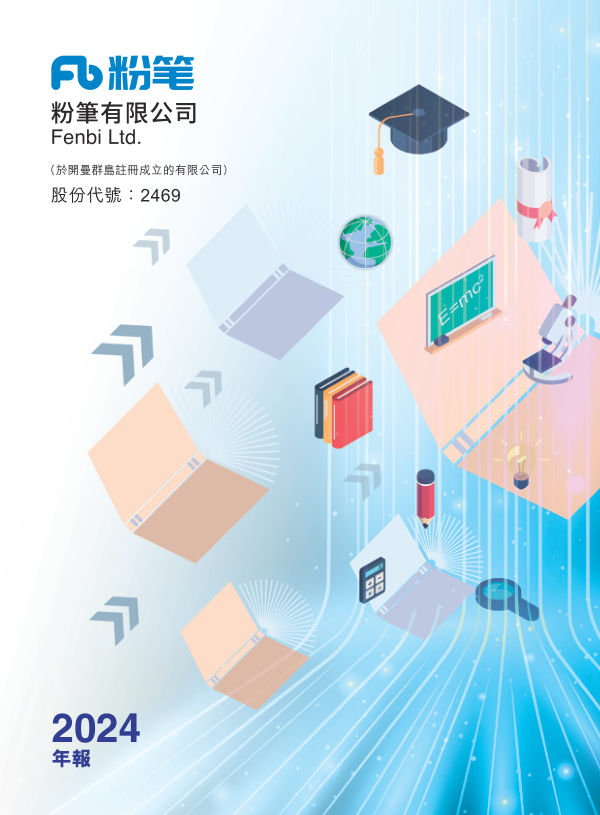 Fb 粉笔
粉筆有限公司
Fenbi Ltd.
（於開曼群島註冊成立的有限公司）
股份代號：2469
E=mc²
2024
年報